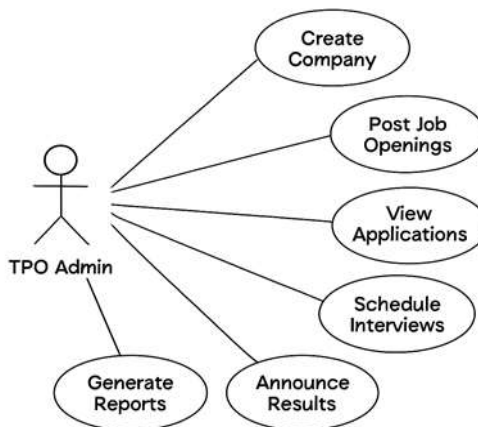 Create
Company
Post Job
Openings
View
Applications
TPO Admin
Schedule
Interviews
Generate
Reports
Announce
Results